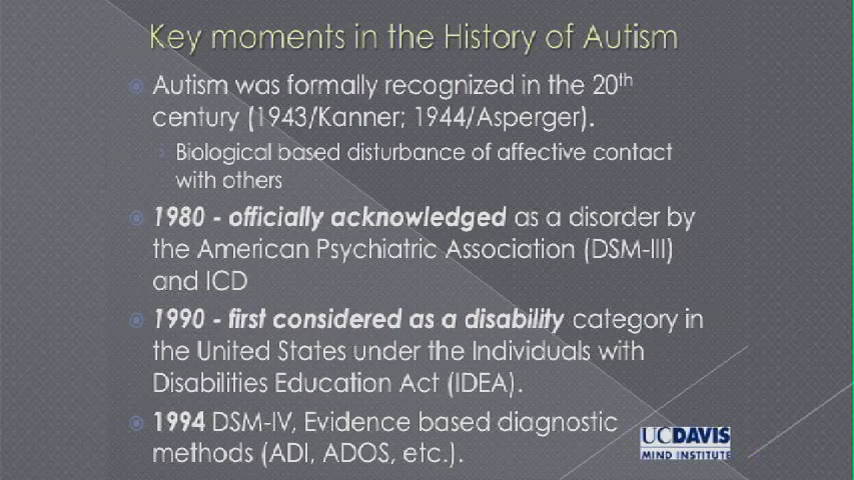 Key moments in the History of Autism
Autism was formally recognized in the 20th
century (1943/Kanner; 1944/Asperger).
Biological based disturbance of affective contact
with others
1980 - officially acknowledged as a disorder by
the American Psychiatric Association (DSM-III)
and ICD
1990 - first considered as a disability category in
the United States under the Individuals with
Disabilities Education Act (IDEA).
1994 DSM-IV, Evidence based diagnostic
methods (ADI, ADOS, etc.).
UCDAVIS
MIND INSTITUTE